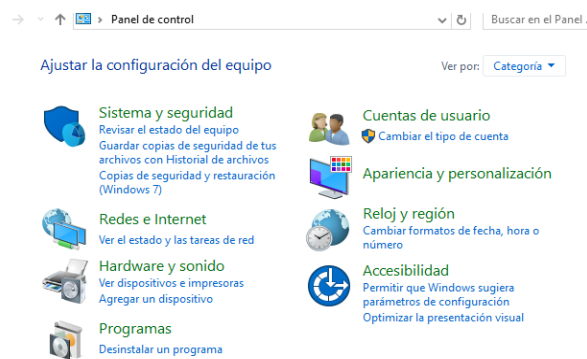 Panel de control
Buscar en el Panel
Ajustar la configuración del equipo
Ver por: Categoría
Sistema y seguridad
Revisar el estado del equipo
Guardar copias de seguridad de tus
archivos con Historial de archivos
Copias de seguridad y restauración
(Windows 7)
Redes e Internet
Ver el estado y las tareas de red
Hardware y sonido
Ver dispositivos e impresoras
Agregar un dispositivo
Programas
Desinstalar un programa
Cuentas de usuario
Cambiar el tipo de cuenta
Apariencia y personalización
Reloj y región
Cambiar formatos de fecha, hora o
número
Accesibilidad
Permitir que Windows sugiera
parámetros de configuración
Optimizar la presentación visual